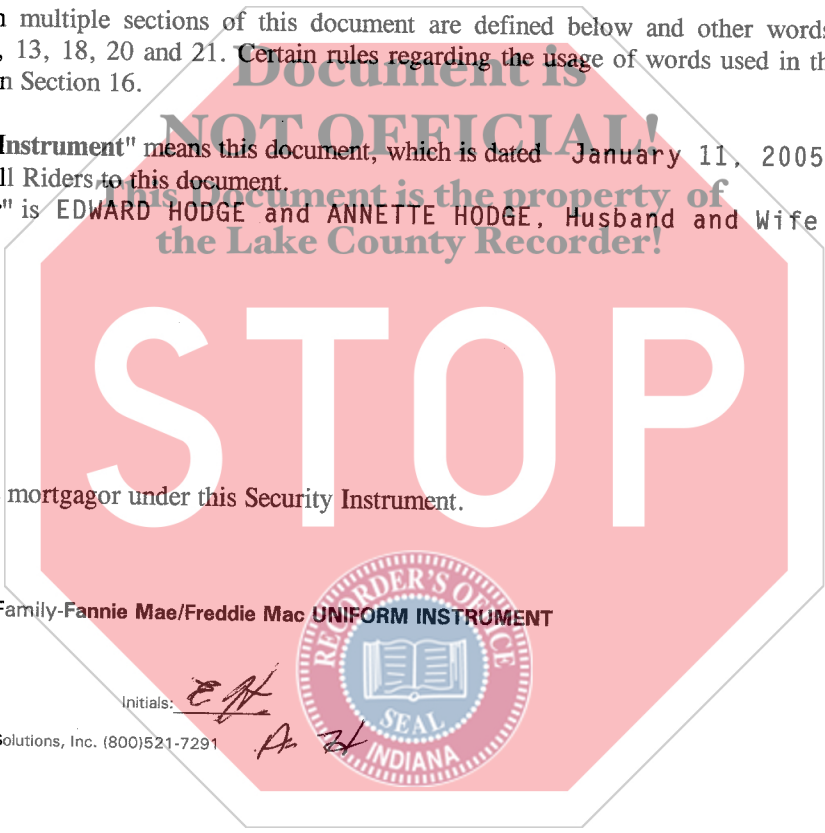 multiple sections of this document are defined below and other words
, 13, 18, 20 and 21. Certain rules regarding the usage of words used in th
n Section 16.
Document is
NOT OFFICIAL!
This Document is the property of
the Lake County Recorder!
Instrument" means this document, which is dated January 11, 2005
ll Riders to this document.
" is EDWARD HODGE and ANNETTE HODGE, Husband and Wife
STOP
mortgagor under this Security Instrument.
Family-Fannie Mae/Freddie Mac UNIFORM INSTRUMENT
RECORDER'S OFFICE
SEAL
INDIANA
Initials: E H
Solutions, Inc. (800)521-7291 A H